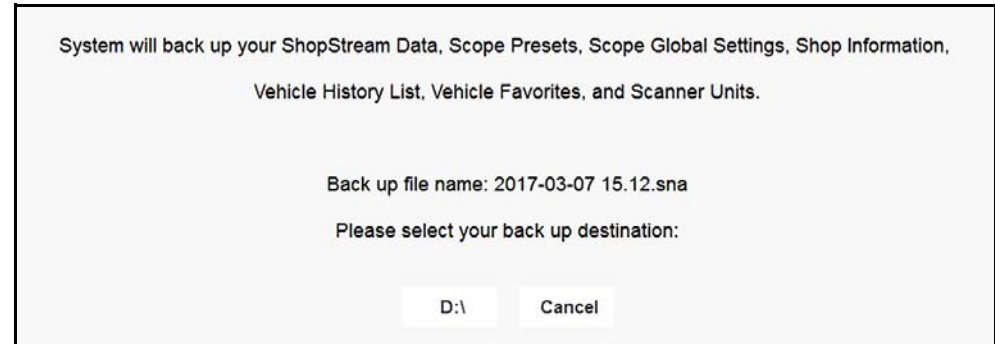 System will back up your ShopStream Data, Scope Presets, Scope Global Settings, Shop Information,
Vehicle History List, Vehicle Favorites, and Scanner Units.
Back up file name: 2017-03-07 15.12.sna
Please select your back up destination:
D:\ Cancel